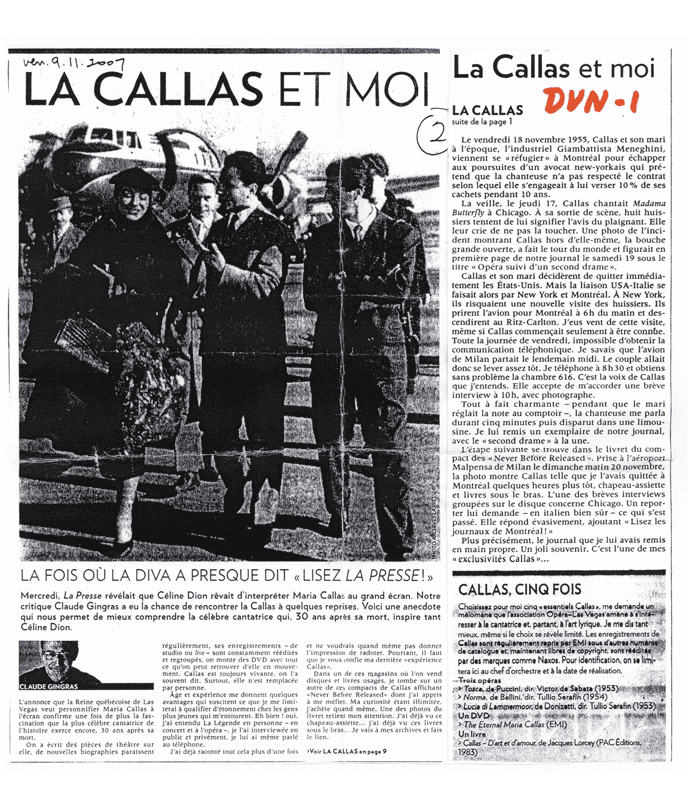 ven. 9.11.2007
LA CALLAS ET MOI
2
LA FOIS OÙ LA DIVA A PRESQUE DIT « LISEZ LA PRESSE! »
Mercredi, La Presse révélait que Céline Dion rêvait d'interpréter Maria Callas au grand écran. Notre
critique Claude Gingras a eu la chance de rencontrer la Callas à quelques reprises. Voici une anecdote
qui nous permet de mieux comprendre la célèbre cantatrice qui, 30 ans après sa mort, inspire tant
Céline Dion.
CLAUDE GINGRAS
L'annonce que la Reine québécoise de Las
Vegas pourrait incarner Maria Callas à
l'écran confirme une fois de plus la fas-
cination que la plus grande cantatrice de
l'histoire exerce encore, 30 ans après sa
mort.
On a écrit des pièces de théâtre sur
elle, de nouvelles biographies paraissent
régulièrement, ses enregistrements – de
studio ou live – sont constamment réédités
et regroupés, on monte des DVD avec tout
ce qu'on peut retrouver d'elle en mouve-
ment. Callas est toujours vivante, on l'a
souvent dit. Surtout, elle n'est remplacée
par personne.
Âge et expérience me donnent quelques
avantages qui suscitent ce que je me limi-
terai à qualifier d'étonnement chez les gens
plus jeunes qui m'entourent. Eh bien! oui,
j'ai entendu La Légende en personne – en
concert et à l'opéra –, je l'ai interviewée en
public et privément, je lui ai même parlé
au téléphone.
J'ai déjà raconté tout cela plus d'une fois
et ne voudrais quand même pas donner
l'impression de radoter. Pourtant, il faut
que je vous confie ma dernière « expérience
Callas ».
Dans un de ces magasins où l'on vend
disques et livres usagés, je tombe sur un
autre de ces compacts de Callas affichant
« Never Before Released » dont j'ai appris
à me méfier. Ma curiosité étant illimitée,
j'achète quand même. Une des photos du
livret retient mon attention. J'ai déjà vu ce
chapeau-assiette... j'ai déjà vu ces livres
sous le bras... Je vais à mes archives et fais
le lien.
>Voir LA CALLAS en page 9
La Callas et moi
DVN-1
LA CALLAS
suite de la page 1
Le vendredi 18 novembre 1955, Callas et son mari
à l'époque, l'industriel Giambattista Meneghini,
viennent se « réfugier » à Montréal pour échapper
aux poursuites d'un avocat new-yorkais qui pré-
tend que la chanteuse n'a pas respecté le contrat
selon lequel elle s'engageait à lui verser 10 % de ses
cachets pendant 10 ans.
La veille, le jeudi 17, Callas chantait Madama
Butterfly à Chicago. À sa sortie de scène, huit huis-
siers tentent de lui signifier l'avis du plaignant. Elle
leur crie de ne pas la toucher. Une photo de l'inci-
dent montrant Callas hors d'elle-même, la bouche
grande ouverte, a fait le tour du monde et figurait en
première page de notre journal le samedi 19 sous le
titre « Opéra suivi d'un second drame ».
Callas et son mari décidèrent de quitter immédia-
tement les États-Unis. Mais la liaison USA-Italie se
faisait alors par New York et Montréal. À New York,
ils risquaient une nouvelle visite des huissiers. Ils
prirent l'avion pour Montréal à 6h du matin et des-
cendirent au Ritz-Carlton. J'eus vent de cette visite,
même si Callas commençait seulement à être connue.
Toute la journée de vendredi, impossible d'obtenir la
communication téléphonique. Je savais que l'avion
de Milan partait le lendemain midi. Le couple allait
donc se lever assez tôt. Je téléphone à 8h30 et obtiens
sans problème la chambre 616. C'est la voix de Callas
que j'entends. Elle accepte de m'accorder une brève
interview à 10h, avec photographe.
Tout à fait charmante – pendant que le mari
réglait la note au comptoir –, la chanteuse me parla
durant cinq minutes puis disparut dans une limou-
sine. Je lui remis un exemplaire de notre journal,
avec le « second drame » à la une.
L'étape suivante se trouve dans le livret du com-
pact des « Never Before Released ». Prise à l'aéroport
Malpensa de Milan le dimanche matin 20 novembre,
la photo montre Callas telle que je l'avais quittée à
Montréal quelques heures plus tôt, chapeau-assiette
et livres sous le bras. L'une des brèves interviews
groupées sur le disque concerne Chicago. Un repor-
ter lui demande – en italien bien sûr – ce qui s'est
passé. Elle répond évasivement, ajoutant « Lisez les
journaux de Montréal! »
Plus précisément, le journal que je lui avais remis
en main propre. Un joli souvenir. C'est l'une de mes
« exclusivités Callas »...
CALLAS, CINQ FOIS
Choisissez pour moi cinq « essentiels Callas », me demande un
mélomane que l'association Opéra–Las Vegas amène à s'inté-
resser à la cantatrice et, partant, à l'art lyrique. Je me dis tant
mieux, même si le choix se révèle limité. Les enregistrements de
Callas sont régulièrement repris par EMI sous d'autres numéros
de catalogue et, maintenant libres de copyright, sont réédités
par des marques comme Naxos. Pour identification, on se limi-
tera ici au chef d'orchestre et à la date de réalisation.
Trois opéras
> Tosca, de Puccini, dir. Victor de Sabata (1953)
> Norma, de Bellini, dir. Tullio Serafin (1954)
> Lucia di Lammermoor, de Donizetti, dir. Tullio Serafin (1953)
Un DVD
> The Eternal Maria Callas (EMI)
Un livre
> Callas – D'art et d'amour, de Jacques Lorcey (PAC Éditions,
1983)